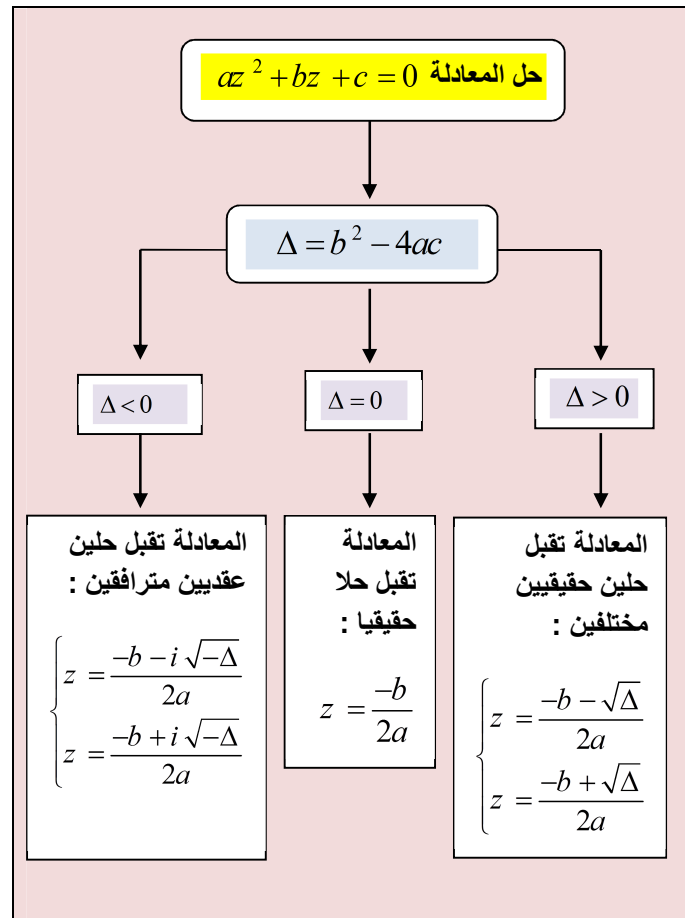 حل المعادلة az² + bz + c = 0
Δ = b² − 4ac
Δ > 0
Δ = 0
Δ < 0
المعادلة تقبل
حلين حقيقيين
مختلفين :
z = (−b − √Δ) / 2a
z = (−b + √Δ) / 2a
المعادلة
تقبل حلا
حقيقيا :
z = −b / 2a
المعادلة تقبل حلين
عقديين مترافقين :
z = (−b − i√(−Δ)) / 2a
z = (−b + i√(−Δ)) / 2a